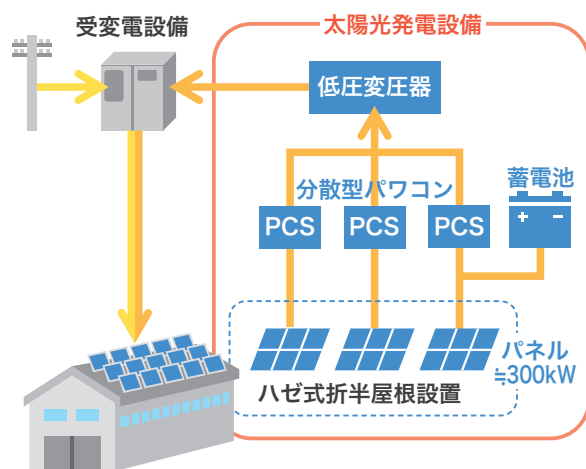 受変電設備
太陽光発電設備
低圧変圧器
分散型パワコン
蓄電池
PCS
PCS
PCS
+ −
パネル
≒300kW
ハゼ式折半屋根設置